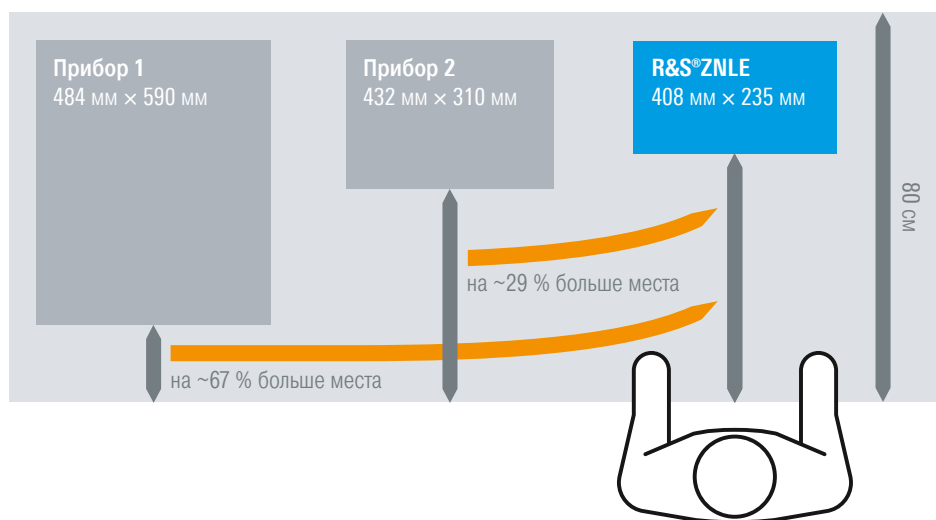 Прибор 1
484 мм × 590 мм
Прибор 2
432 мм × 310 мм
R&S®ZNLE
408 мм × 235 мм
80 см
на ~29 % больше места
на ~67 % больше места